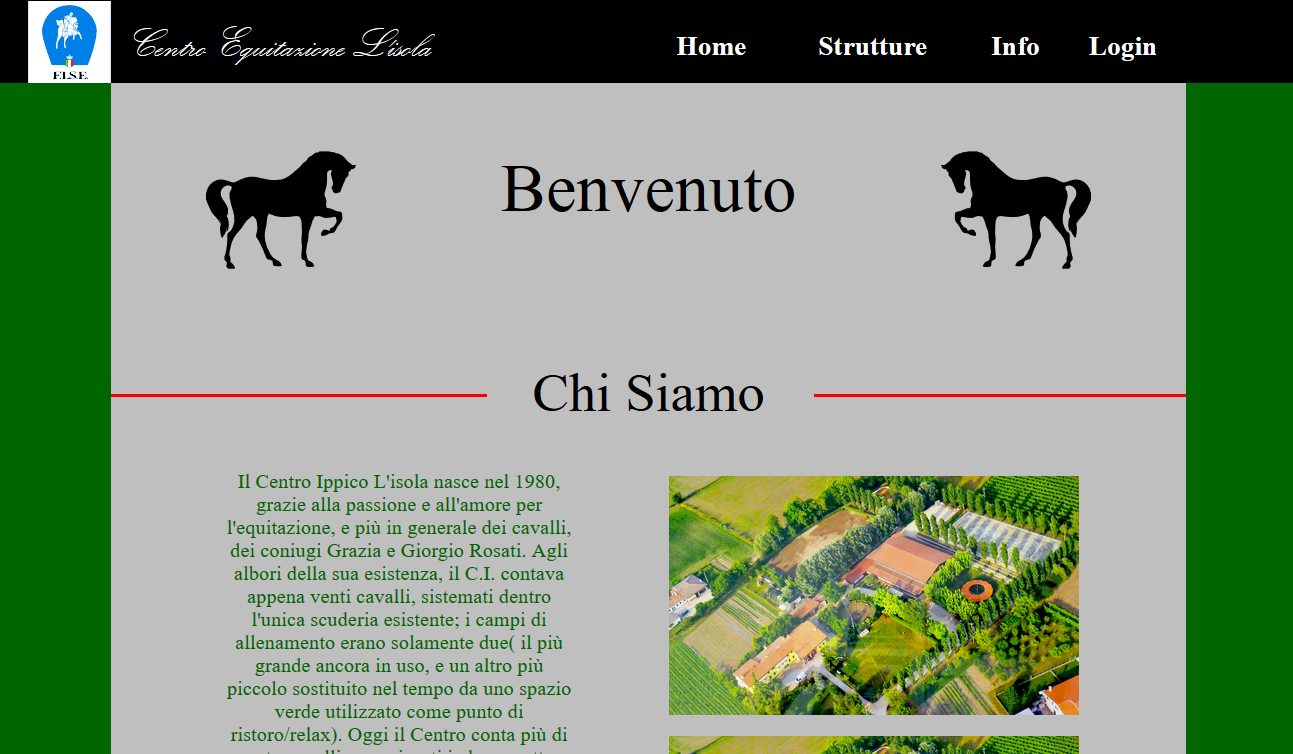 F.I.S.E.
Centro Equitazione L'isola
Home Strutture Info Login
Benvenuto
Chi Siamo
Il Centro Ippico L'isola nasce nel 1980,
grazie alla passione e all'amore per
l'equitazione, e più in generale dei cavalli,
dei coniugi Grazia e Giorgio Rosati. Agli
albori della sua esistenza, il C.I. contava
appena venti cavalli, sistemati dentro
l'unica scuderia esistente; i campi di
allenamento erano solamente due( il più
grande ancora in uso, e un altro più
piccolo sostituito nel tempo da uno spazio
verde utilizzato come punto di
ristoro/relax). Oggi il Centro conta più di